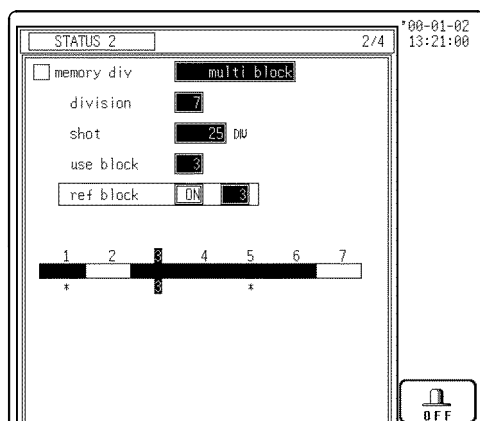 STATUS 2 2/4 '00-01-02
13:21:00
memory div multi block
division 7
shot 25 DIV
use block 3
ref block ON 3
1 2 3 4 5 6 7
* 3 *
OFF